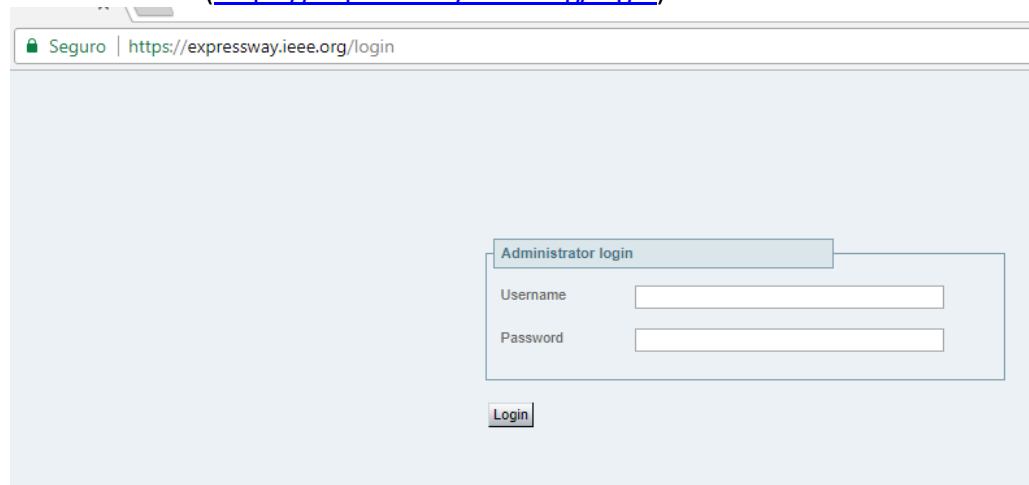 Seguro | https://expressway.ieee.org/login
Administrator login
Username
Password
Login